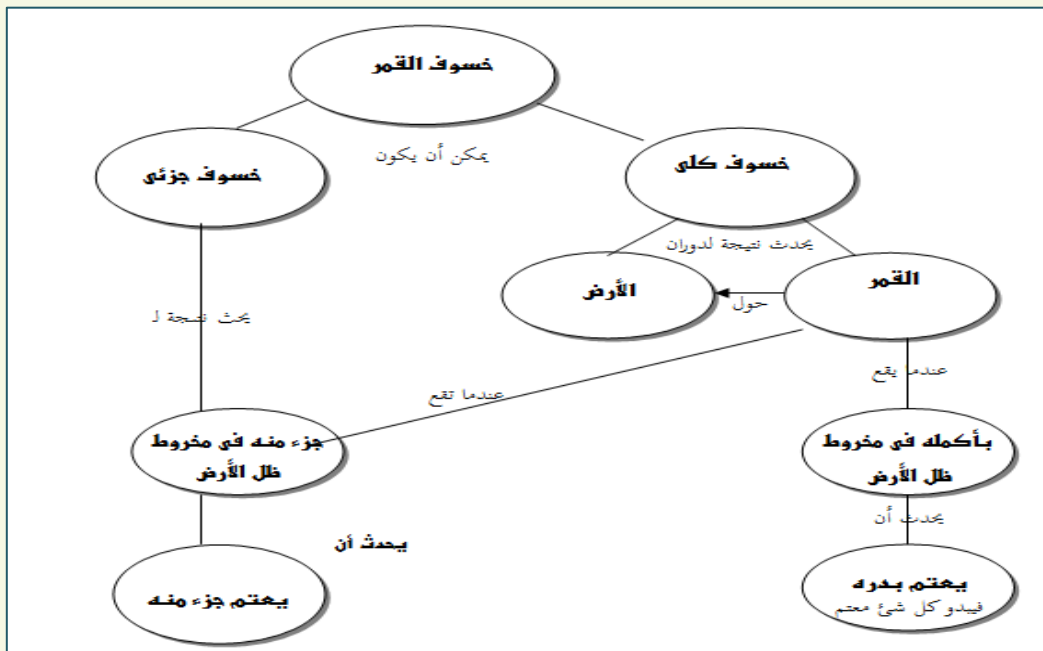 خسوف القمر
يمكن أن يكون
خسوف كلى
خسوف جزئى
يحدث نتيجة لدوران
القمر
حول
الأرض
يحث نتيجة لـ
عندما يقع
عندما تقع
بأكمله فى مخروط
ظل الأرض
جزء منه فى مخروط
ظل الأرض
يحدث أن
يحدث أن
يعتم بدره
فيبدو كل شئ معتم
يعتم جزء منه